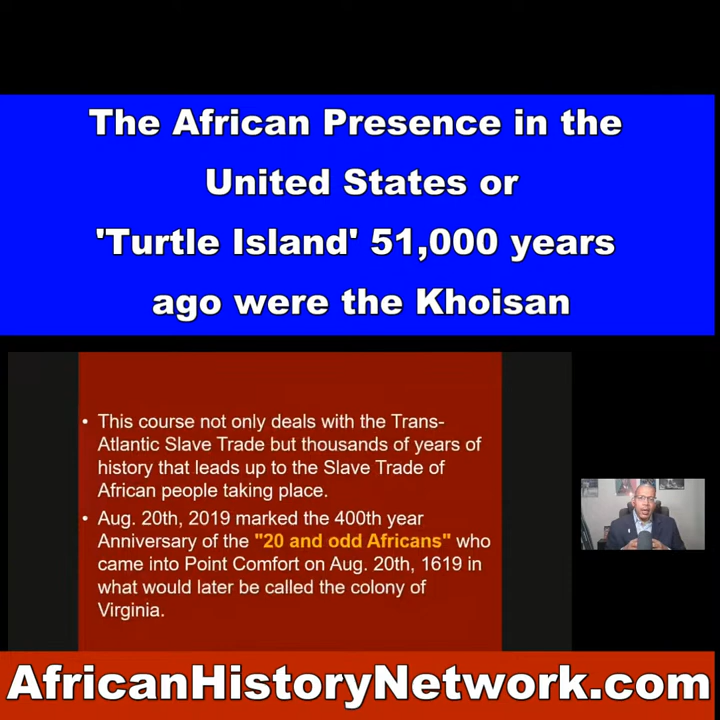 The African Presence in the
United States or
'Turtle Island' 51,000 years
ago were the Khoisan
• This course not only deals with the Trans-
Atlantic Slave Trade but thousands of years of
history that leads up to the Slave Trade of
African people taking place.
• Aug. 20th, 2019 marked the 400th year
Anniversary of the "20 and odd Africans" who
came into Point Comfort on Aug. 20th, 1619 in
what would later be called the colony of
Virginia.
AfricanHistoryNetwork.com